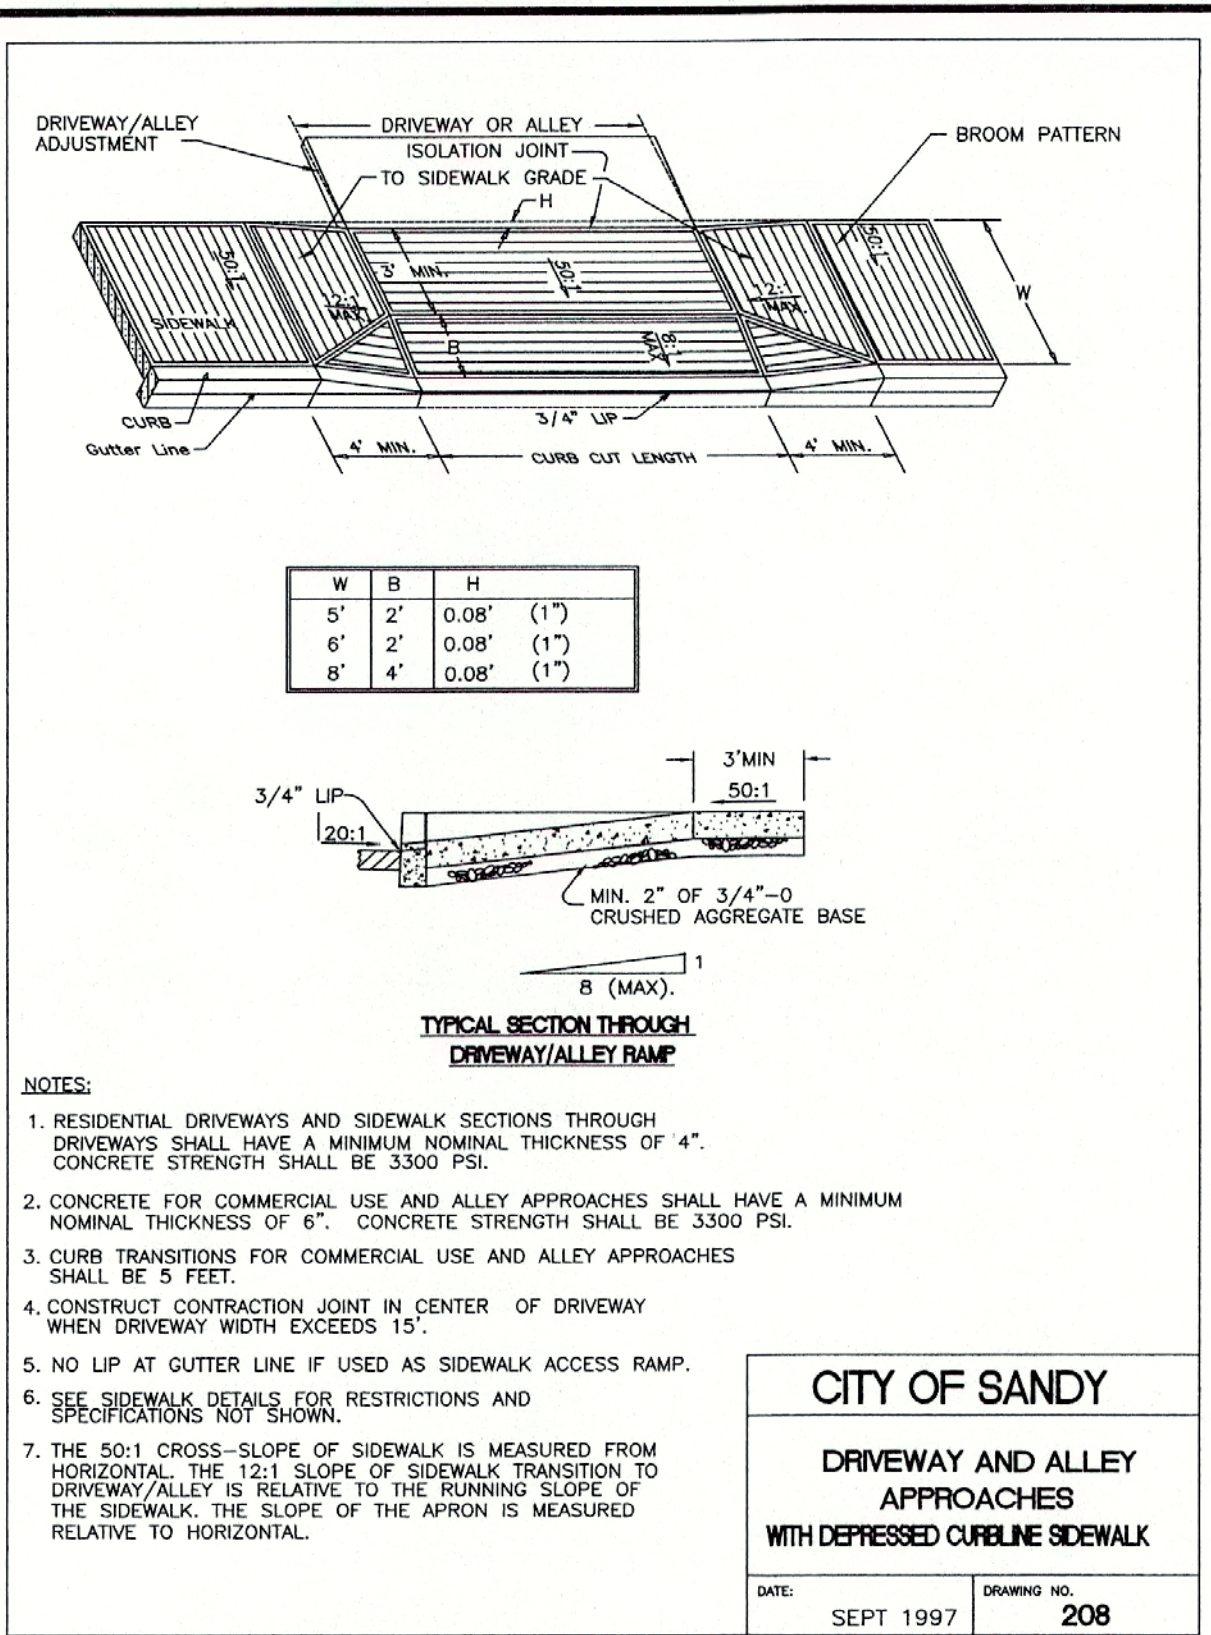 DRIVEWAY/ALLEY
ADJUSTMENT
DRIVEWAY OR ALLEY
ISOLATION JOINT
TO SIDEWALK GRADE
H
BROOM PATTERN
50:1
3' MIN.
50:1
50:1
12:1
MAX.
12:1
MAX.
W
SIDEWALK
B
8:1
MAX
CURB
Gutter Line
3/4" LIP
4' MIN.
CURB CUT LENGTH
4' MIN.
W B H
5' 2' 0.08' (1")
6' 2' 0.08' (1")
8' 4' 0.08' (1")
3'MIN
50:1
3/4" LIP
20:1
MIN. 2" OF 3/4"-0
CRUSHED AGGREGATE BASE
1
8 (MAX).
TYPICAL SECTION THROUGH
DRIVEWAY/ALLEY RAMP
NOTES:
1. RESIDENTIAL DRIVEWAYS AND SIDEWALK SECTIONS THROUGH
DRIVEWAYS SHALL HAVE A MINIMUM NOMINAL THICKNESS OF 4".
CONCRETE STRENGTH SHALL BE 3300 PSI.
2. CONCRETE FOR COMMERCIAL USE AND ALLEY APPROACHES SHALL HAVE A MINIMUM
NOMINAL THICKNESS OF 6". CONCRETE STRENGTH SHALL BE 3300 PSI.
3. CURB TRANSITIONS FOR COMMERCIAL USE AND ALLEY APPROACHES
SHALL BE 5 FEET.
4. CONSTRUCT CONTRACTION JOINT IN CENTER OF DRIVEWAY
WHEN DRIVEWAY WIDTH EXCEEDS 15'.
5. NO LIP AT GUTTER LINE IF USED AS SIDEWALK ACCESS RAMP.
6. SEE SIDEWALK DETAILS FOR RESTRICTIONS AND
SPECIFICATIONS NOT SHOWN.
7. THE 50:1 CROSS-SLOPE OF SIDEWALK IS MEASURED FROM
HORIZONTAL. THE 12:1 SLOPE OF SIDEWALK TRANSITION TO
DRIVEWAY/ALLEY IS RELATIVE TO THE RUNNING SLOPE OF
THE SIDEWALK. THE SLOPE OF THE APRON IS MEASURED
RELATIVE TO HORIZONTAL.
CITY OF SANDY
DRIVEWAY AND ALLEY
APPROACHES
WITH DEPRESSED CURBLINE SIDEWALK
DATE:
SEPT 1997
DRAWING NO.
208